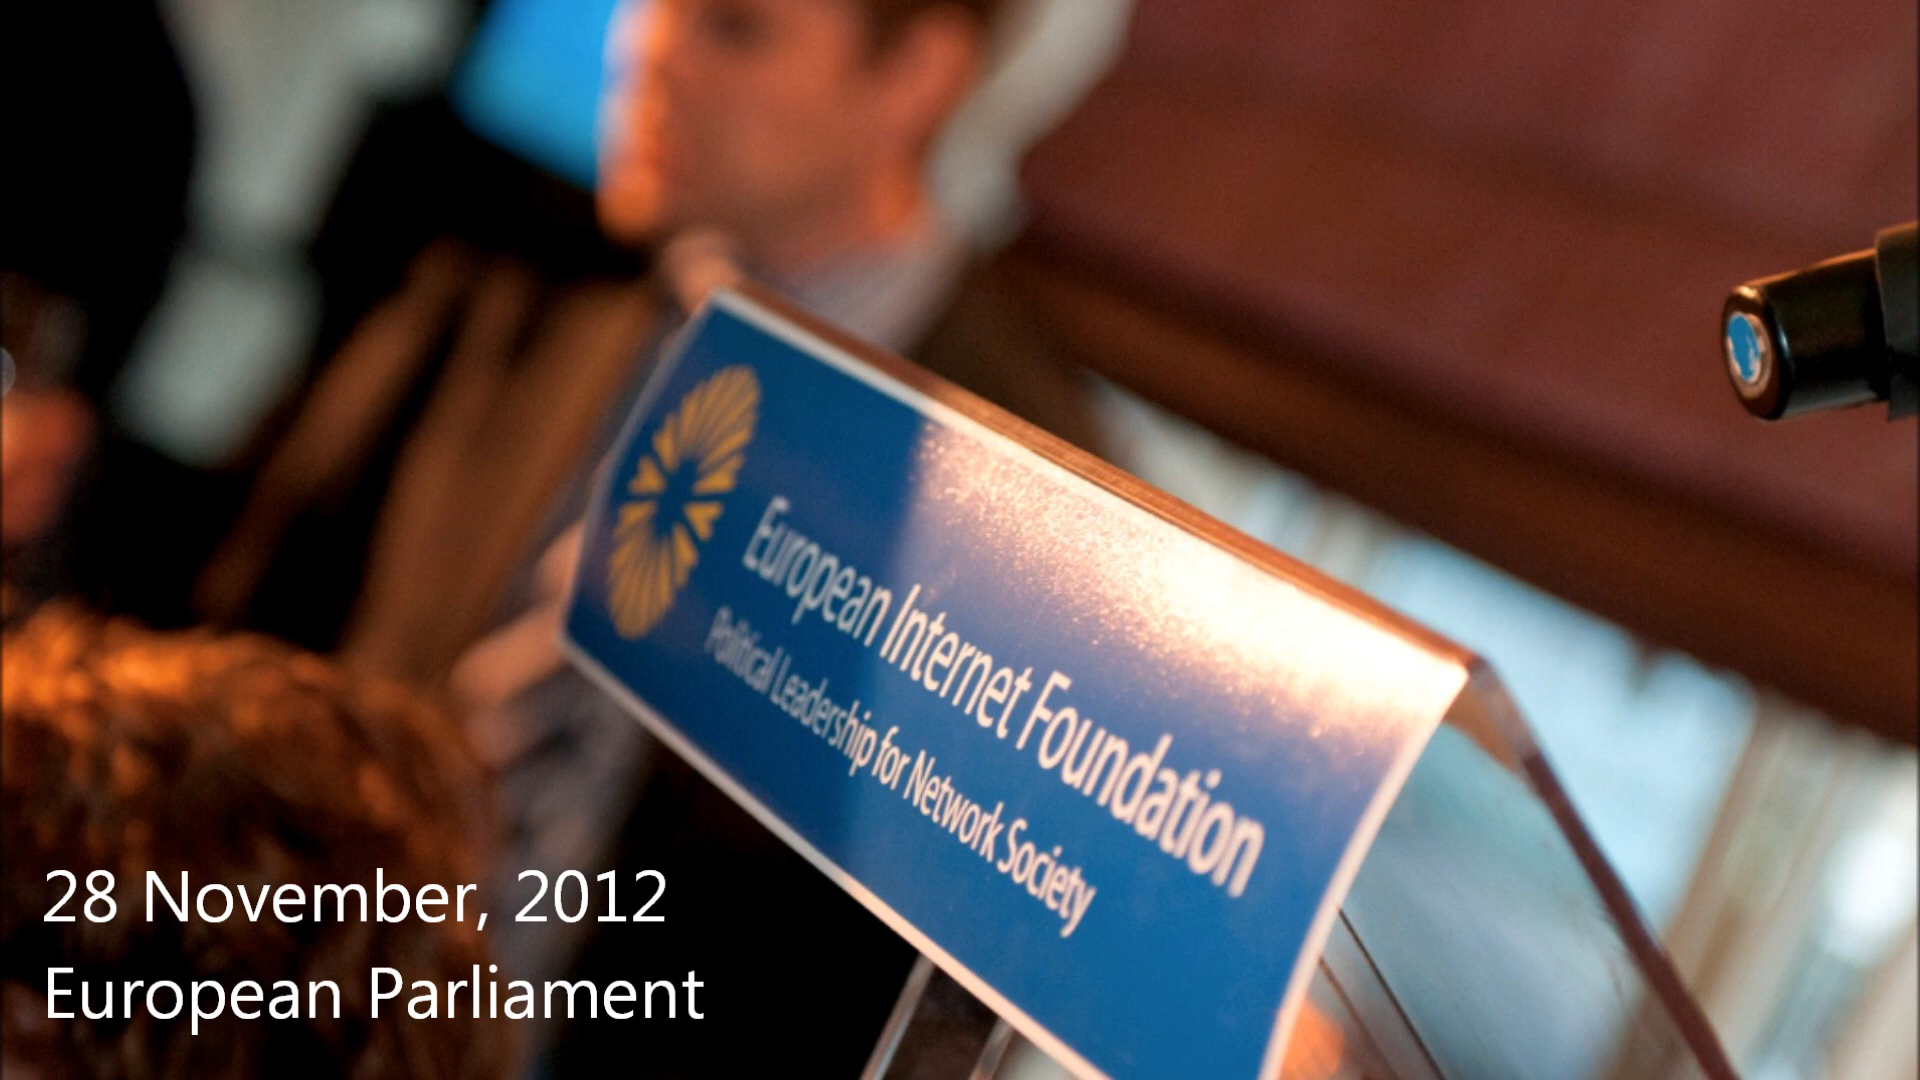 European Internet Foundation
Political Leadership for Network Society
28 November, 2012
European Parliament